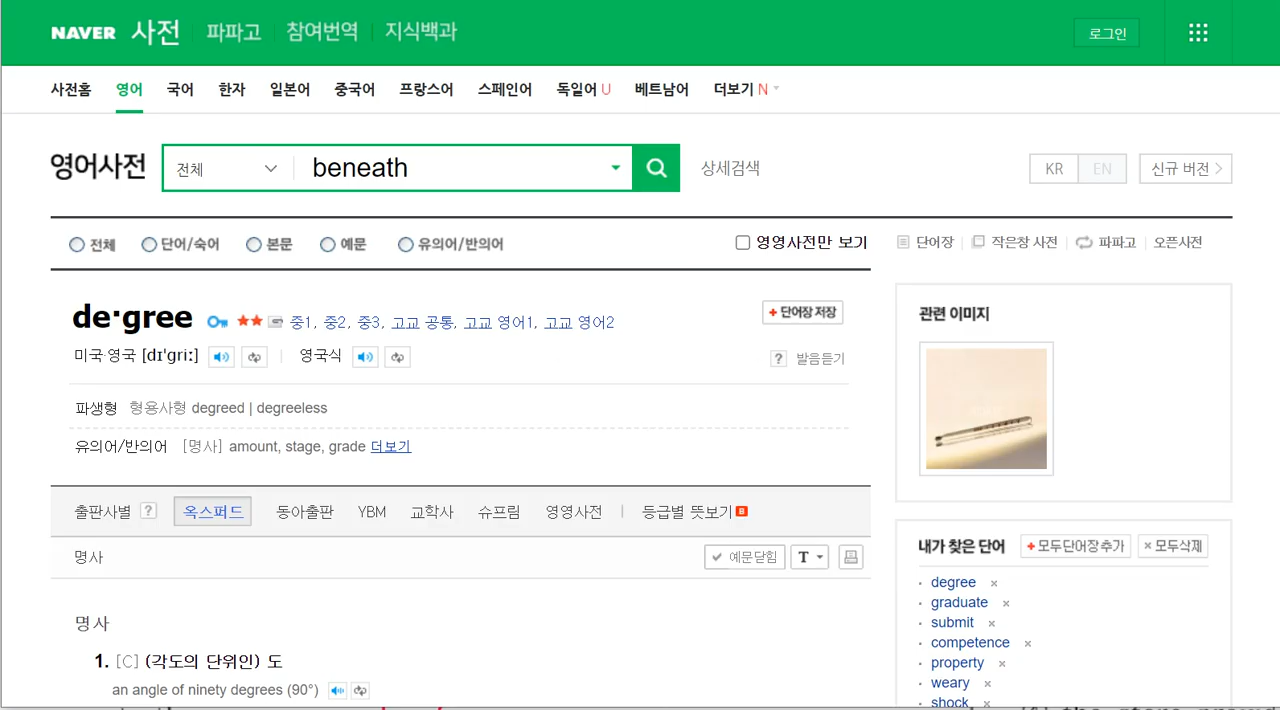 NAVER 사전 파파고 참여번역 지식백과 로그인
사전홈 영어 국어 한자 일본어 중국어 프랑스어 스페인어 독일어 U 베트남어 더보기 N
영어사전 전체 beneath 상세검색 KR EN 신규 버전
전체 단어/숙어 본문 예문 유의어/반의어 영영사전만 보기
단어장 작은창 사전 파파고 오픈사전
de·gree 중1, 중2, 중3, 고교 공통, 고교 영어1, 고교 영어2 + 단어장 저장
미국·영국 [dɪˈɡriː] 영국식 ? 발음듣기
파생형 형용사형 degreed | degreeless
유의어/반의어 [명사] amount, stage, grade 더보기
출판사별 ? 옥스퍼드 동아출판 YBM 교학사 슈프림 영영사전 등급별 뜻보기
명사 예문닫힘 T
명사
1. [C] (각도의 단위인) 도
an angle of ninety degrees (90°)
관련 이미지
내가 찾은 단어 + 모두단어장추가 × 모두삭제
· degree ×
· graduate ×
· submit ×
· competence ×
· property ×
· weary ×
· shock ×